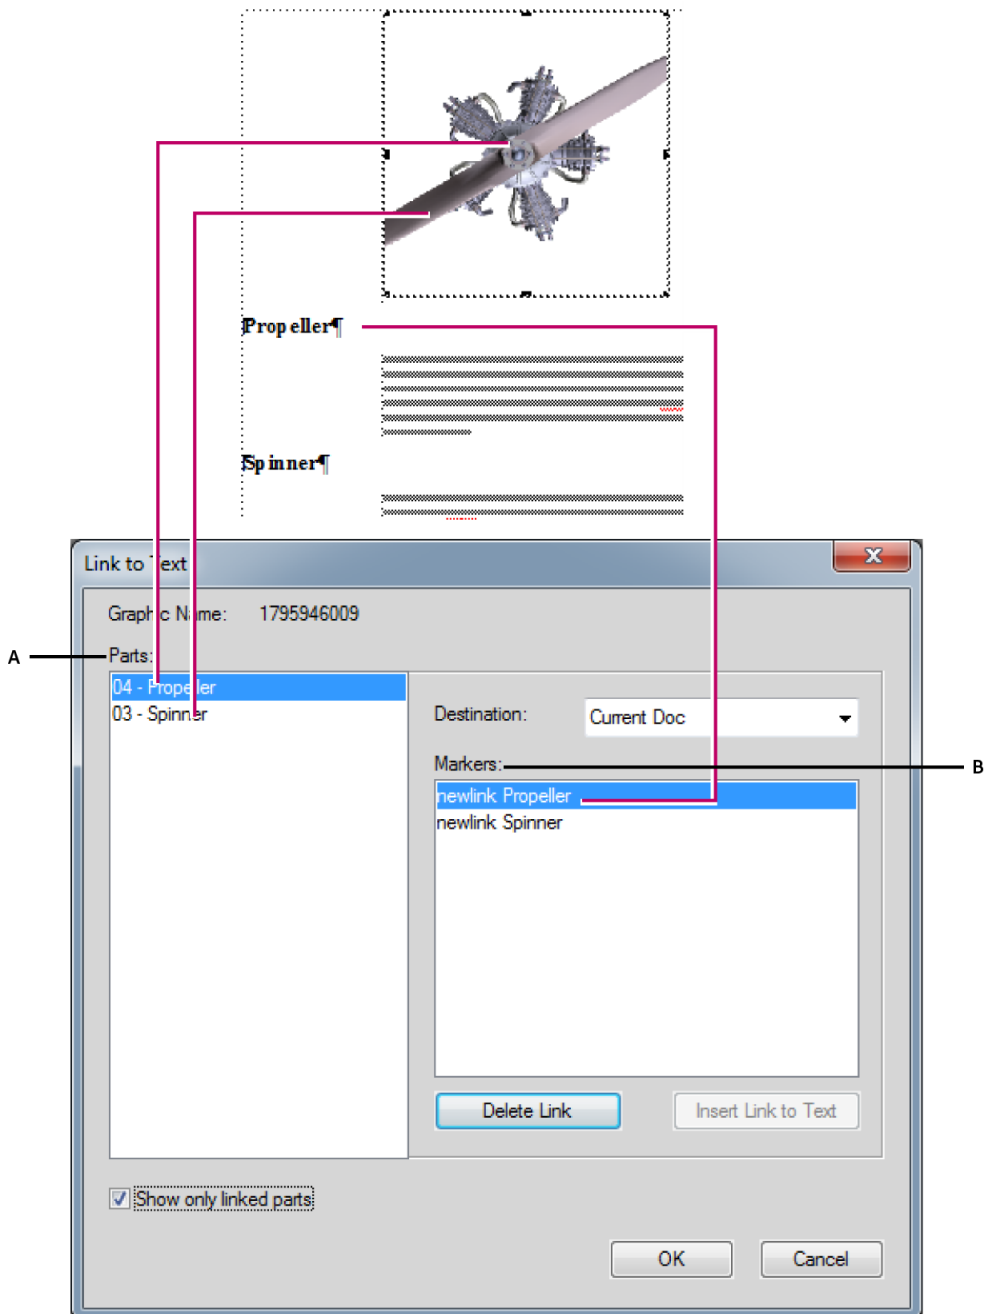 Propeller¶
Spinner¶
Link to Text
Graphic Name: 1795946009
A
Parts:
04 - Propeller
03 - Spinner
Destination: Current Doc
Markers:
B
newlink Propeller
newlink Spinner
Delete Link
Insert Link to Text
Show only linked parts
OK
Cancel